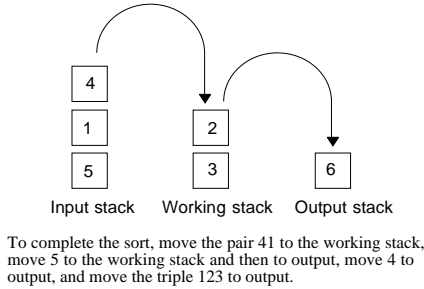 4
1 2
5 3 6
Input stack Working stack Output stack
To complete the sort, move the pair 41 to the working stack,
move 5 to the working stack and then to output, move 4 to
output, and move the triple 123 to output.